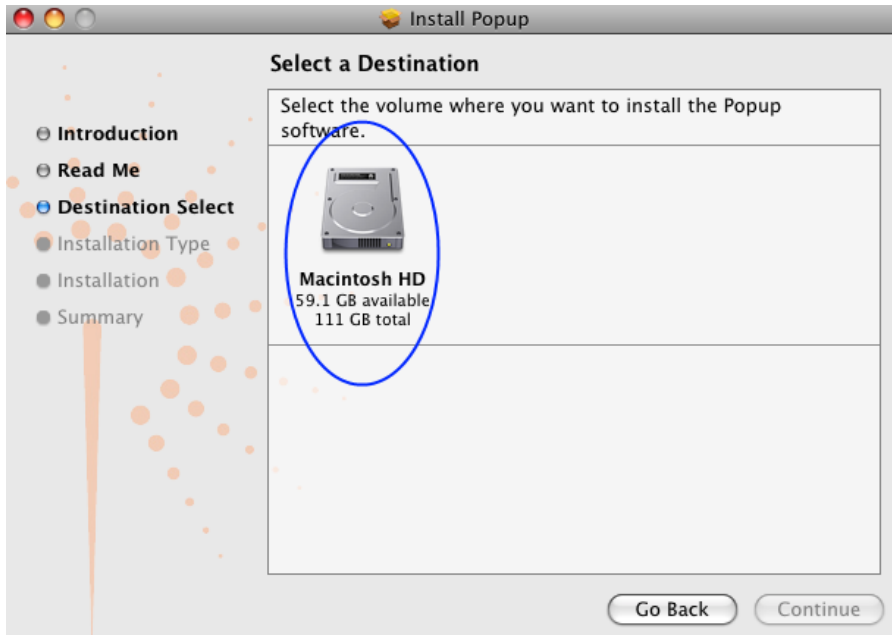 Install Popup
Select a Destination
Introduction
Read Me
Destination Select
Installation Type
Installation
Summary
Select the volume where you want to install the Popup
software.
Macintosh HD
59.1 GB available
111 GB total
Go Back
Continue